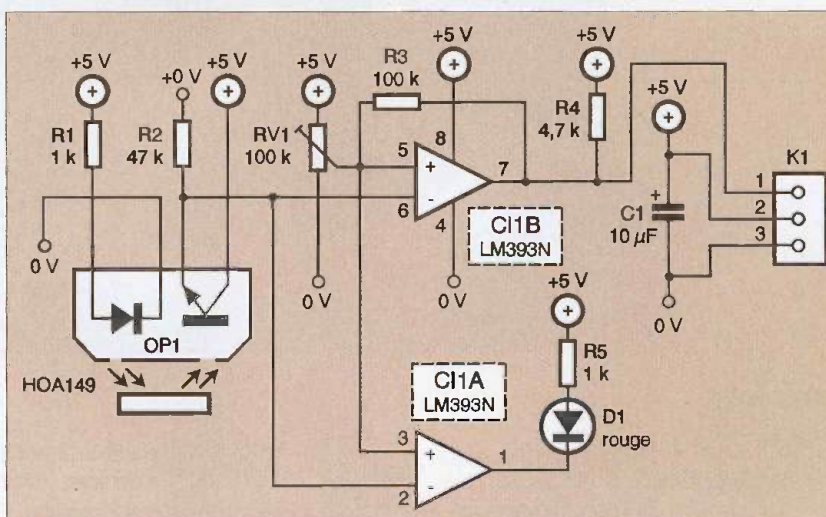 +5 V
R1
1 k
+0 V
R2
47 k
+5 V
+5 V
RV1
100 k
R3
100 k
+5 V
8
5
+
6
-
7
4
CI1B
LM393N
0 V
0 V
+5 V
R4
4,7 k
+5 V
+
C1
10 µF
0 V
K1
1
2
3
0 V
OP1
HOA149
CI1A
LM393N
3
+
2
-
1
+5 V
R5
1 k
D1
rouge